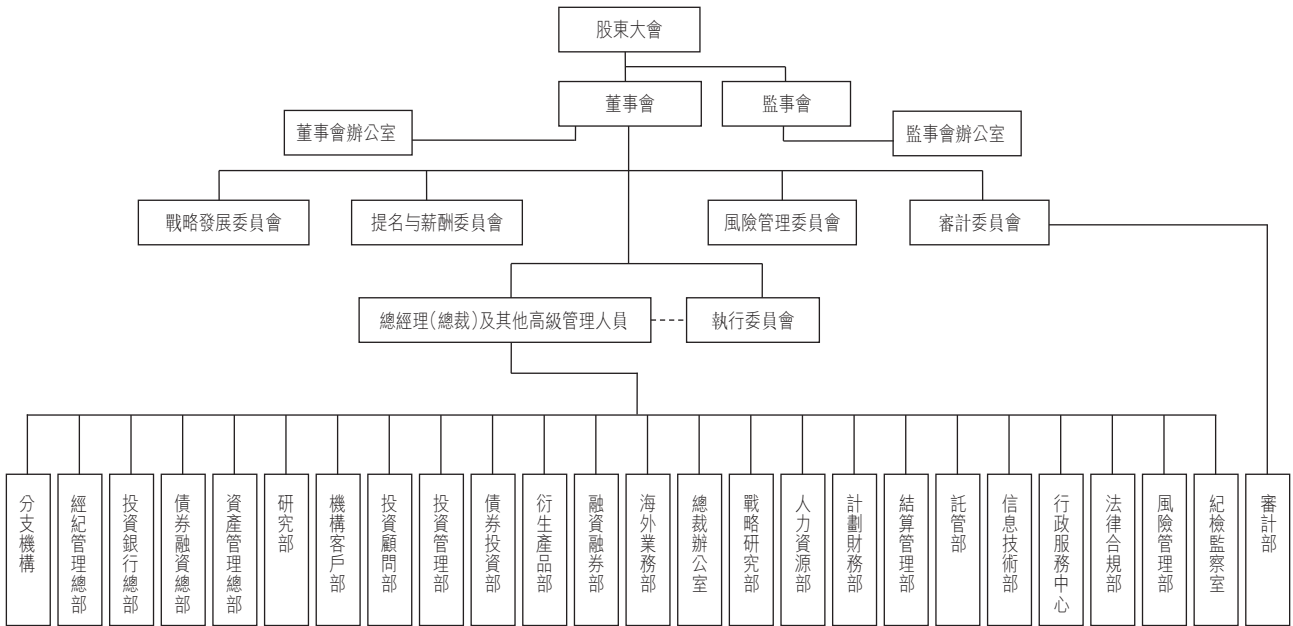 股東大會
董事會
監事會
董事會辦公室
監事會辦公室
戰略發展委員會
提名与薪酬委員會
風險管理委員會
審計委員會
總經理(總裁)及其他高級管理人員
執行委員會
分支機構
經紀管理總部
投資銀行總部
債券融資總部
資產管理總部
研究部
機構客戶部
投資顧問部
投資管理部
債券投資部
衍生產品部
融資融券部
海外業務部
總裁辦公室
戰略研究部
人力資源部
計劃財務部
結算管理部
託管部
信息技術部
行政服務中心
法律合規部
風險管理部
紀檢監察室
審計部